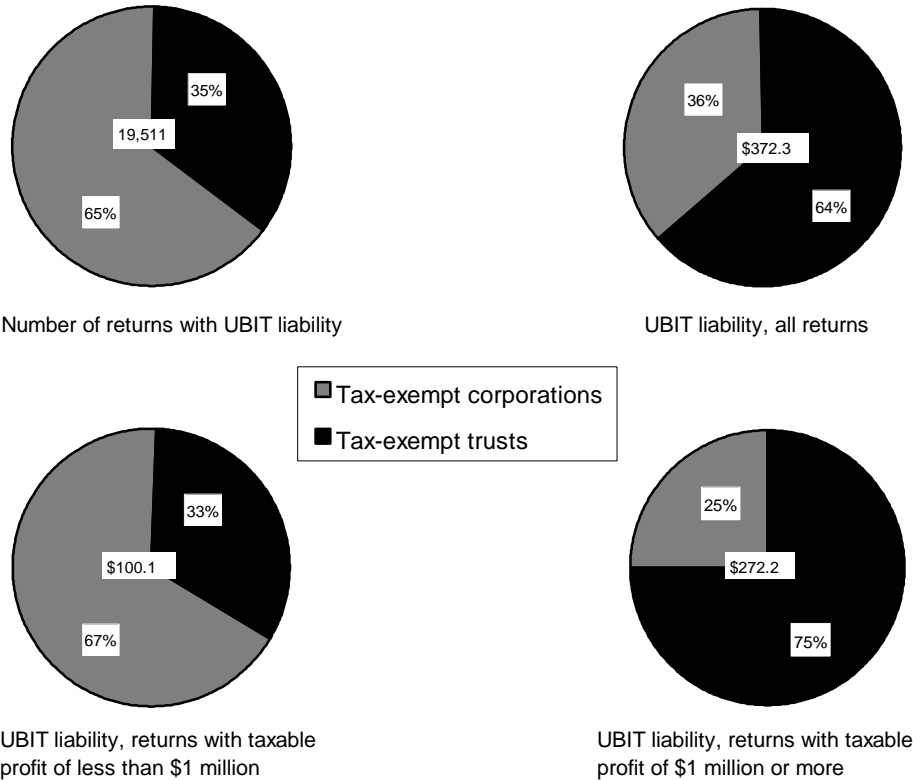 35%
19,511
65%
Number of returns with UBIT liability
36%
$372.3
64%
UBIT liability, all returns
Tax-exempt corporations
Tax-exempt trusts
33%
$100.1
67%
UBIT liability, returns with taxable
profit of less than $1 million
25%
$272.2
75%
UBIT liability, returns with taxable
profit of $1 million or more